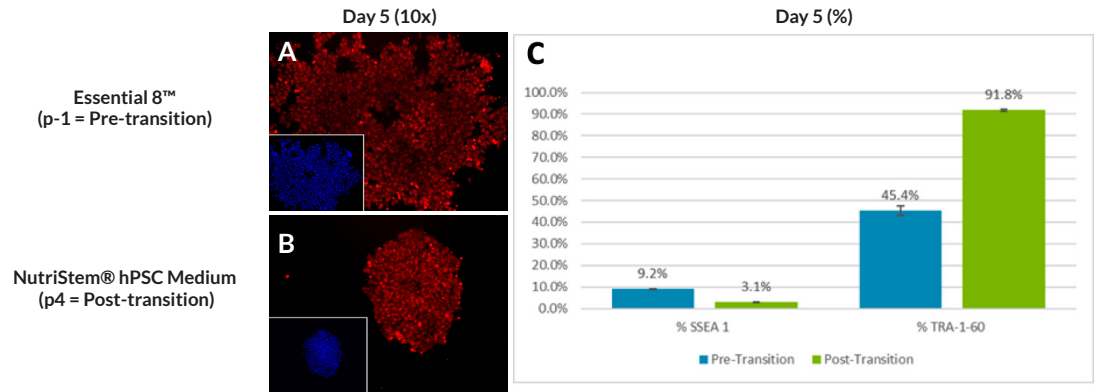 Day 5 (10x)
Day 5 (%)
Essential 8™
(p-1 = Pre-transition)
A
NutriStem® hPSC Medium
(p4 = Post-transition)
B
C
100.0%
90.0%
80.0%
70.0%
60.0%
50.0%
40.0%
30.0%
20.0%
10.0%
0.0%
9.2%
3.1%
45.4%
91.8%
% SSEA 1
% TRA-1-60
Pre-Transition
Post-Transition